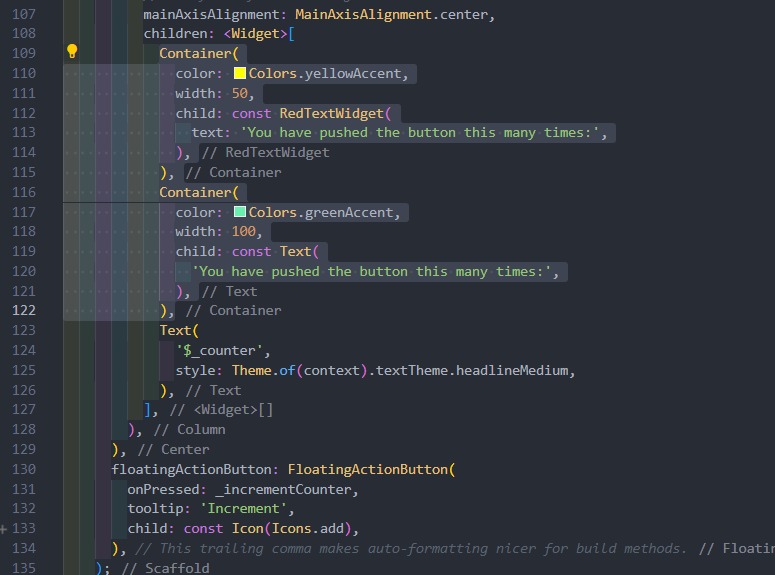 107 mainAxisAlignment: MainAxisAlignment.center,
108 children: <Widget>[
109 Container(
110 color: Colors.yellowAccent,
111 width: 50,
112 child: const RedTextWidget(
113 text: 'You have pushed the button this many times:',
114 ), // RedTextWidget
115 ), // Container
116 Container(
117 color: Colors.greenAccent,
118 width: 100,
119 child: const Text(
120 'You have pushed the button this many times:',
121 ), // Text
122 ), // Container
123 Text(
124 '$_counter',
125 style: Theme.of(context).textTheme.headlineMedium,
126 ), // Text
127 ], // <Widget>[]
128 ), // Column
129 ), // Center
130 floatingActionButton: FloatingActionButton(
131 onPressed: _incrementCounter,
132 tooltip: 'Increment',
133 child: const Icon(Icons.add),
134 ), // This trailing comma makes auto-formatting nicer for build methods. // Floatin
135 ); // Scaffold